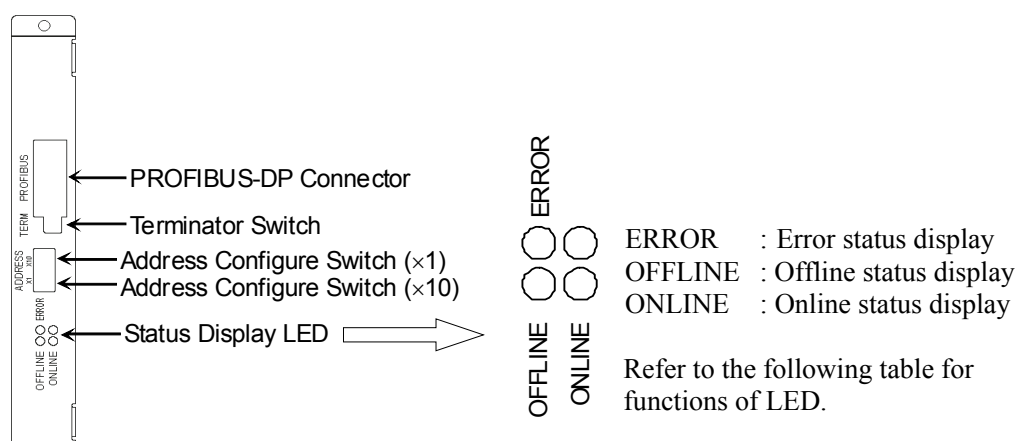 PROFIBUS
TERM
ADDRESS
X1 X10
ERROR
OFFLINE
ONLINE
PROFIBUS-DP Connector
Terminator Switch
Address Configure Switch (×1)
Address Configure Switch (×10)
Status Display LED
ERROR
OFFLINE
ONLINE
ERROR : Error status display
OFFLINE : Offline status display
ONLINE : Online status display
Refer to the following table for
functions of LED.